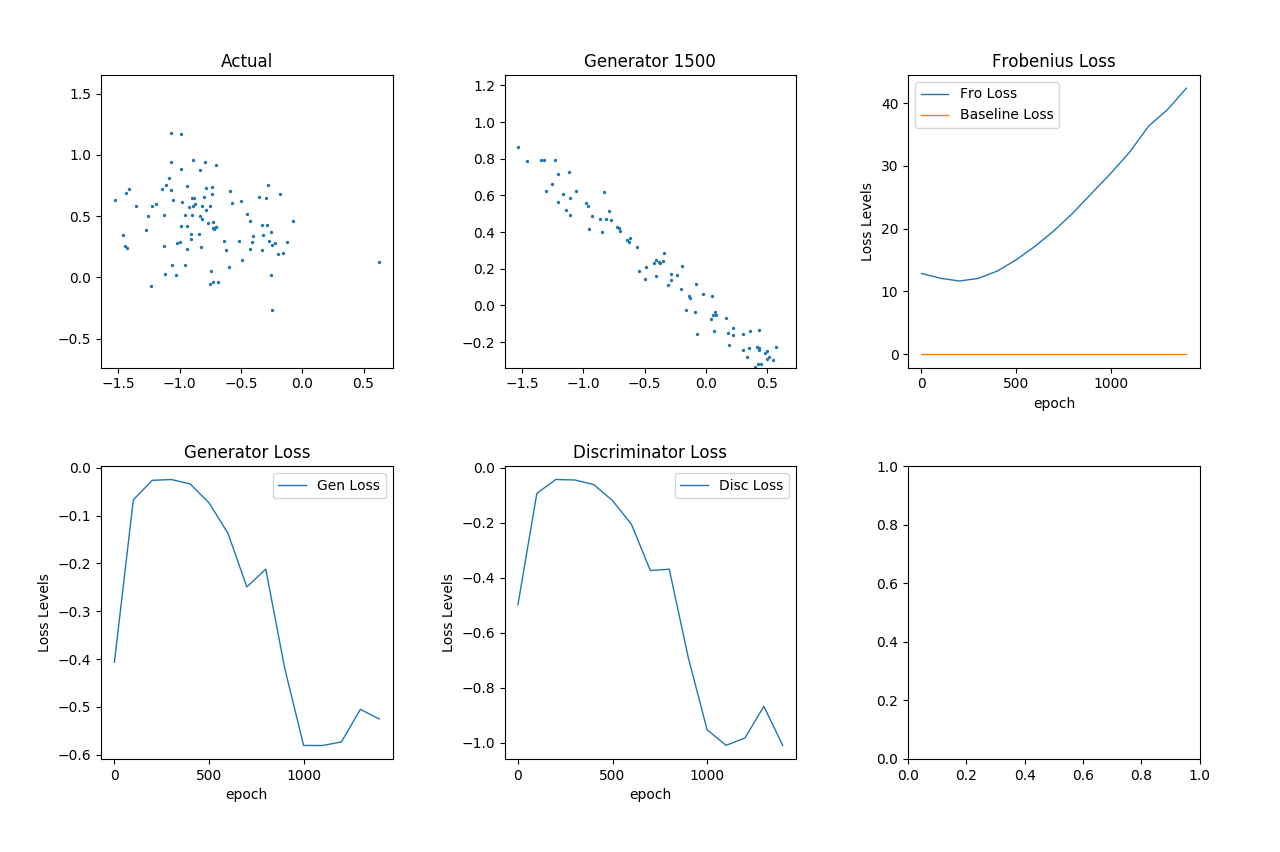 Actual
1.5
1.0
0.5
0.0
−0.5
−1.5 −1.0 −0.5 0.0 0.5
Generator 1500
1.2
1.0
0.8
0.6
0.4
0.2
0.0
−0.2
−1.5 −1.0 −0.5 0.0 0.5
Frobenius Loss
Fro Loss
Baseline Loss
Loss Levels
40
30
20
10
0
0 500 1000
epoch
Generator Loss
Gen Loss
Loss Levels
0.0
−0.1
−0.2
−0.3
−0.4
−0.5
−0.6
0 500 1000
epoch
Discriminator Loss
Disc Loss
Loss Levels
0.0
−0.2
−0.4
−0.6
−0.8
−1.0
0 500 1000
epoch
1.0
0.8
0.6
0.4
0.2
0.0
0.0 0.2 0.4 0.6 0.8 1.0